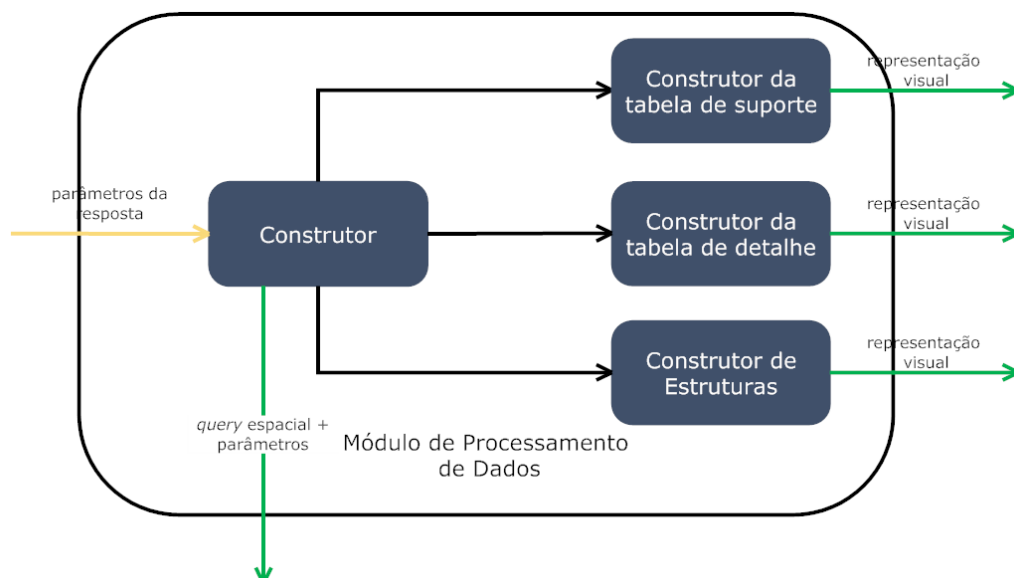 Construtor da
tabela de suporte
representação
visual
parâmetros da
resposta
Construtor
Construtor da
tabela de detalhe
representação
visual
Construtor de
Estruturas
representação
visual
query espacial +
parâmetros
Módulo de Processamento
de Dados